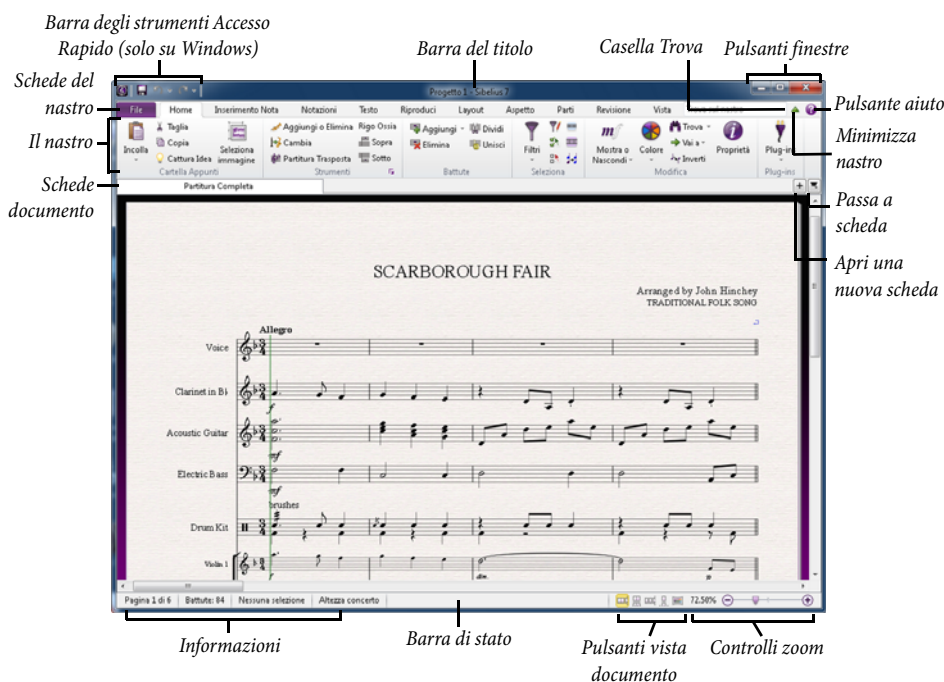 Barra degli strumenti Accesso
Rapido (solo su Windows)
Barra del titolo
Casella Trova
Pulsanti finestre
Schede del
nastro
Il nastro
Schede
documento
Pulsante aiuto
Minimizza
nastro
Passa a
scheda
Apri una
nuova scheda
Progetto 1 - Sibelius 7
File Home Inserimento Nota Notazioni Testo Riproduci Layout Aspetto Parti Revisione Vista
Incolla
Taglia
Copia
Cattura Idea
Seleziona
immagine
Cartella Appunti
Aggiungi o Elimina
Cambia
Partitura Trasposta
Rigo Ossia
Sopra
Sotto
Strumenti
Aggiungi
Elimina
Dividi
Unisci
Battute
Filtri
Seleziona
Mostra o
Nascondi
Colore
Trova
Vai a
Inverti
Proprietà
Modifica
Plug-in
Plug-ins
Partitura Completa
SCARBOROUGH FAIR
Arranged by John Hinchey
TRADITIONAL FOLK SONG
Allegro
Voice
Clarinet in B♭
f
Acoustic Guitar
mf
Electric Bass
mf
brushes
Drum Kit
Violin 1
f
div.
p
Pagina 1 di 6 Battute: 84 Nessuna selezione Altezza concerto 72.50%
Informazioni
Barra di stato
Pulsanti vista
documento
Controlli zoom